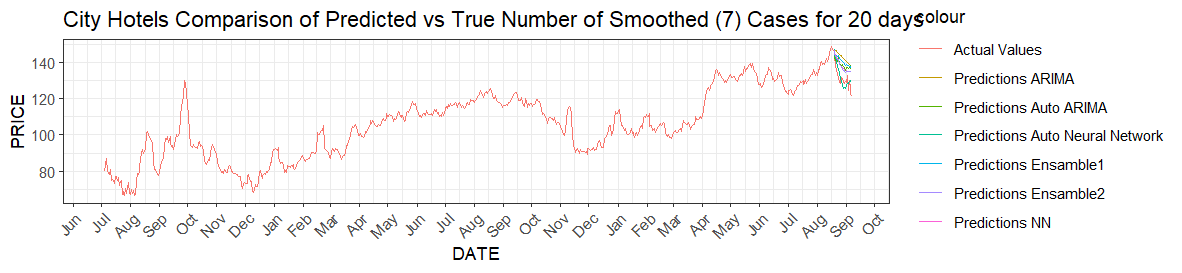 City Hotels Comparison of Predicted vs True Number of Smoothed (7) Cases for 20 days
colour
Actual Values
Predictions ARIMA
Predictions Auto ARIMA
Predictions Auto Neural Network
Predictions Ensamble1
Predictions Ensamble2
Predictions NN
PRICE
140
120
100
80
Jun Jul Aug Sep Oct Nov Dec Jan Feb Mar Apr May Jun Jul Aug Sep Oct Nov Dec Jan Feb Mar Apr May Jun Jul Aug Sep Oct
DATE